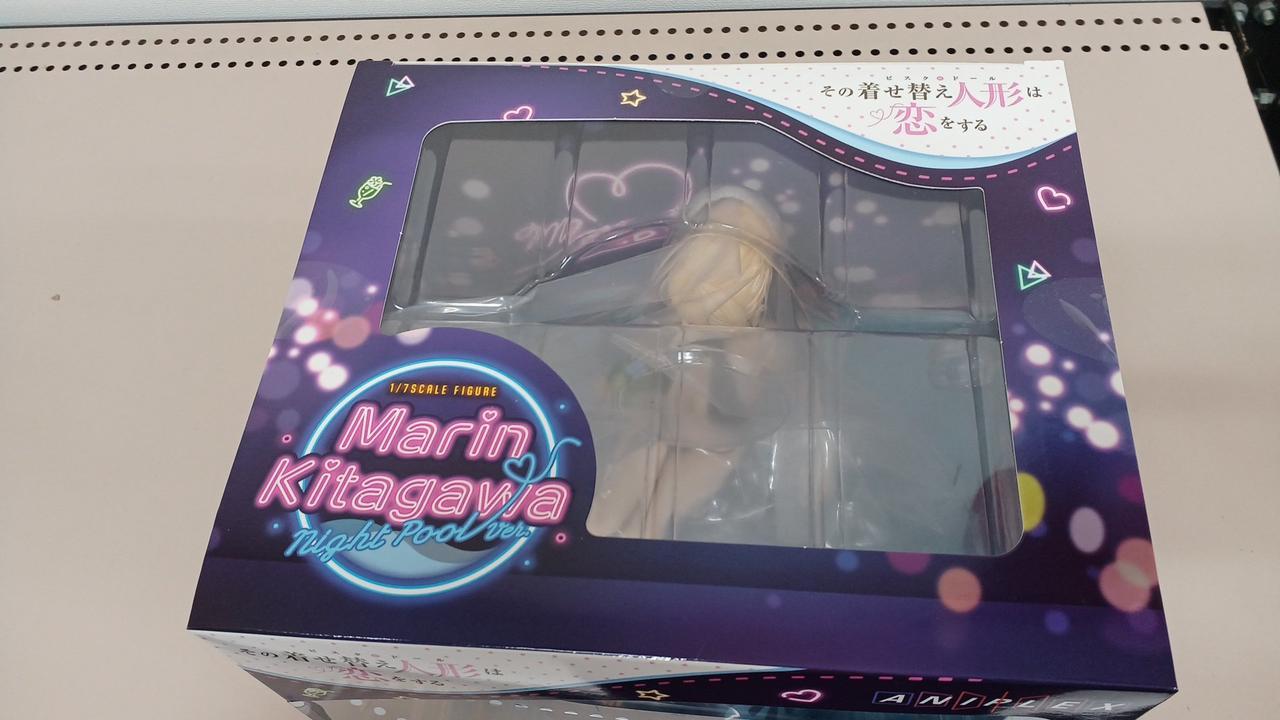 ビスク・ドール
その着せ替え人形は
恋をする
1/7SCALE FIGURE
Marin
Kitagawa
Night Pool ver.
その着せ替え人形は
恋をする
ANIPLEX